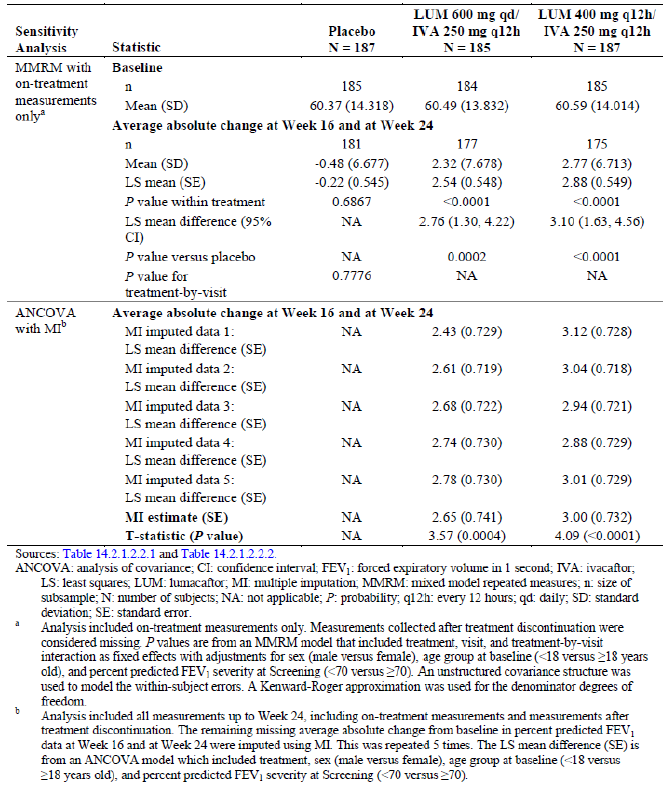 Sensitivity Analysis Statistic Placebo N = 187 LUM 600 mg qd/ IVA 250 mg q12h N = 185 LUM 400 mg q12h/ IVA 250 mg q12h N = 187
MMRM with on-treatment measurements only^a
Baseline
n 185 184 185
Mean (SD) 60.37 (14.318) 60.49 (13.832) 60.59 (14.014)
Average absolute change at Week 16 and at Week 24
n 181 177 175
Mean (SD) -0.48 (6.677) 2.32 (7.678) 2.77 (6.713)
LS mean (SE) -0.22 (0.545) 2.54 (0.548) 2.88 (0.549)
P value within treatment 0.6867 <0.0001 <0.0001
LS mean difference (95% CI) NA 2.76 (1.30, 4.22) 3.10 (1.63, 4.56)
P value versus placebo NA 0.0002 <0.0001
P value for treatment-by-visit 0.7776 NA NA
ANCOVA with MI^b
Average absolute change at Week 16 and at Week 24
MI imputed data 1: NA 2.43 (0.729) 3.12 (0.728)
LS mean difference (SE)
MI imputed data 2: NA 2.61 (0.719) 3.04 (0.718)
LS mean difference (SE)
MI imputed data 3: NA 2.68 (0.722) 2.94 (0.721)
LS mean difference (SE)
MI imputed data 4: NA 2.74 (0.730) 2.88 (0.729)
LS mean difference (SE)
MI imputed data 5: NA 2.78 (0.730) 3.01 (0.729)
LS mean difference (SE)
MI estimate (SE) NA 2.65 (0.741) 3.00 (0.732)
T-statistic (P value) NA 3.57 (0.0004) 4.09 (<0.0001)
Sources: Table 14.2.1.2.2.1 and Table 14.2.1.2.2.2.
ANCOVA: analysis of covariance; CI: confidence interval; FEV₁: forced expiratory volume in 1 second; IVA: ivacaftor;
LS: least squares; LUM: lumacaftor; MI: multiple imputation; MMRM: mixed model repeated measures; n: size of
subsample; N: number of subjects; NA: not applicable; P: probability; q12h: every 12 hours; qd: daily; SD: standard
deviation; SE: standard error.
a Analysis included on-treatment measurements only. Measurements collected after treatment discontinuation were
considered missing. P values are from an MMRM model that included treatment, visit, and treatment-by-visit
interaction as fixed effects with adjustments for sex (male versus female), age group at baseline (<18 versus ≥18 years
old), and percent predicted FEV₁ severity at Screening (<70 versus ≥70). An unstructured covariance structure was
used to model the within-subject errors. A Kenward-Roger approximation was used for the denominator degrees of
freedom.
b Analysis included all measurements up to Week 24, including on-treatment measurements and measurements after
treatment discontinuation. The remaining missing average absolute change from baseline in percent predicted FEV₁
data at Week 16 and at Week 24 were imputed using MI. This was repeated 5 times. The LS mean difference (SE) is
from an ANCOVA model which included treatment, sex (male versus female), age group at baseline (<18 versus
≥18 years old), and percent predicted FEV₁ severity at Screening (<70 versus ≥70).